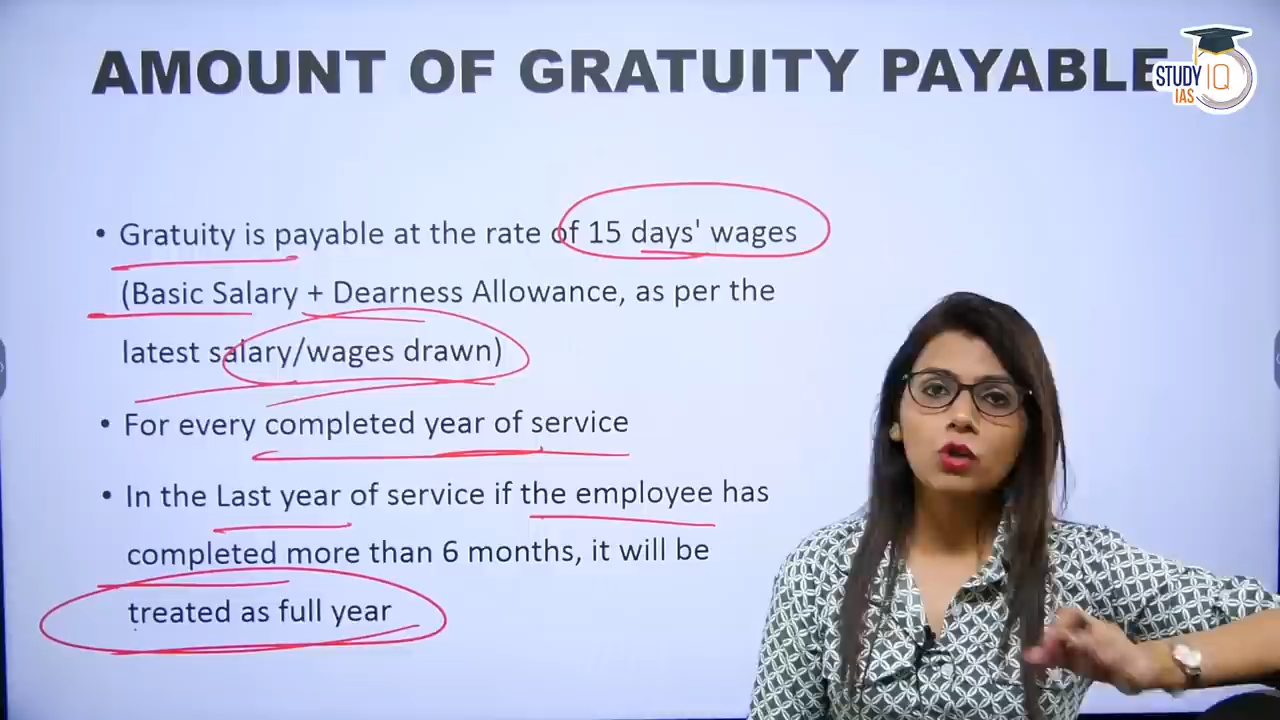 AMOUNT OF GRATUITY PAYABLE
STUDY IQ
IAS
• Gratuity is payable at the rate of 15 days' wages
(Basic Salary + Dearness Allowance, as per the
latest salary/wages drawn)
• For every completed year of service
• In the Last year of service if the employee has
completed more than 6 months, it will be
treated as full year